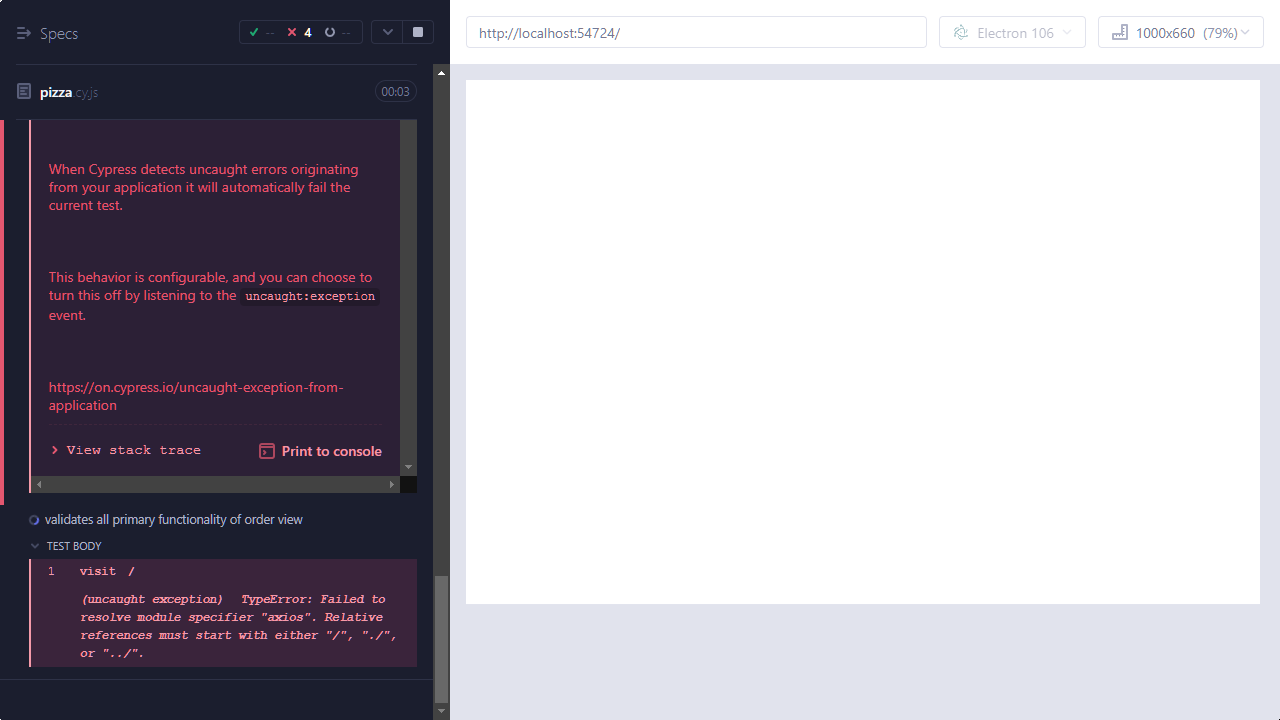 Specs
-- 4 --
http://localhost:54724/
Electron 106
1000x660 (79%)
pizza.cy.js
00:03
When Cypress detects uncaught errors originating
from your application it will automatically fail the
current test.
This behavior is configurable, and you can choose to
turn this off by listening to the uncaught:exception
event.
https://on.cypress.io/uncaught-exception-from-
application
View stack trace
Print to console
validates all primary functionality of order view
TEST BODY
1 visit /
(uncaught exception) TypeError: Failed to
resolve module specifier "axios". Relative
references must start with either "/", "./",
or "../".